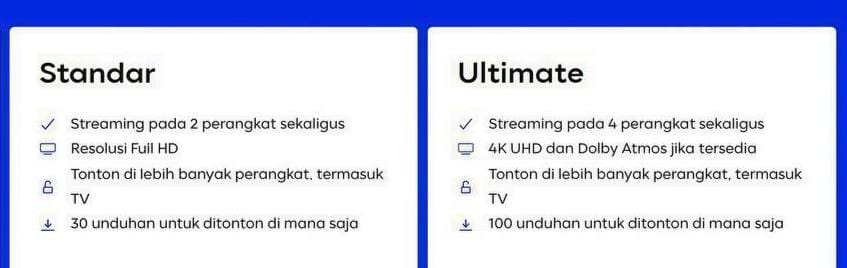 Standar
Streaming pada 2 perangkat sekaligus
Resolusi Full HD
Tonton di lebih banyak perangkat, termasuk
TV
30 unduhan untuk ditonton di mana saja
Ultimate
Streaming pada 4 perangkat sekaligus
4K UHD dan Dolby Atmos jika tersedia
Tonton di lebih banyak perangkat, termasuk
TV
100 unduhan untuk ditonton di mana saja